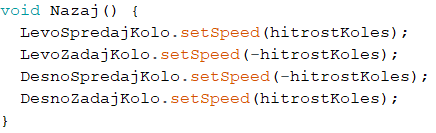 void Nazaj() {
  LevoSpredajKolo.setSpeed(hitrostKoles);
  LevoZadajKolo.setSpeed(-hitrostKoles);
  DesnoSpredajKolo.setSpeed(-hitrostKoles);
  DesnoZadajKolo.setSpeed(hitrostKoles);
}